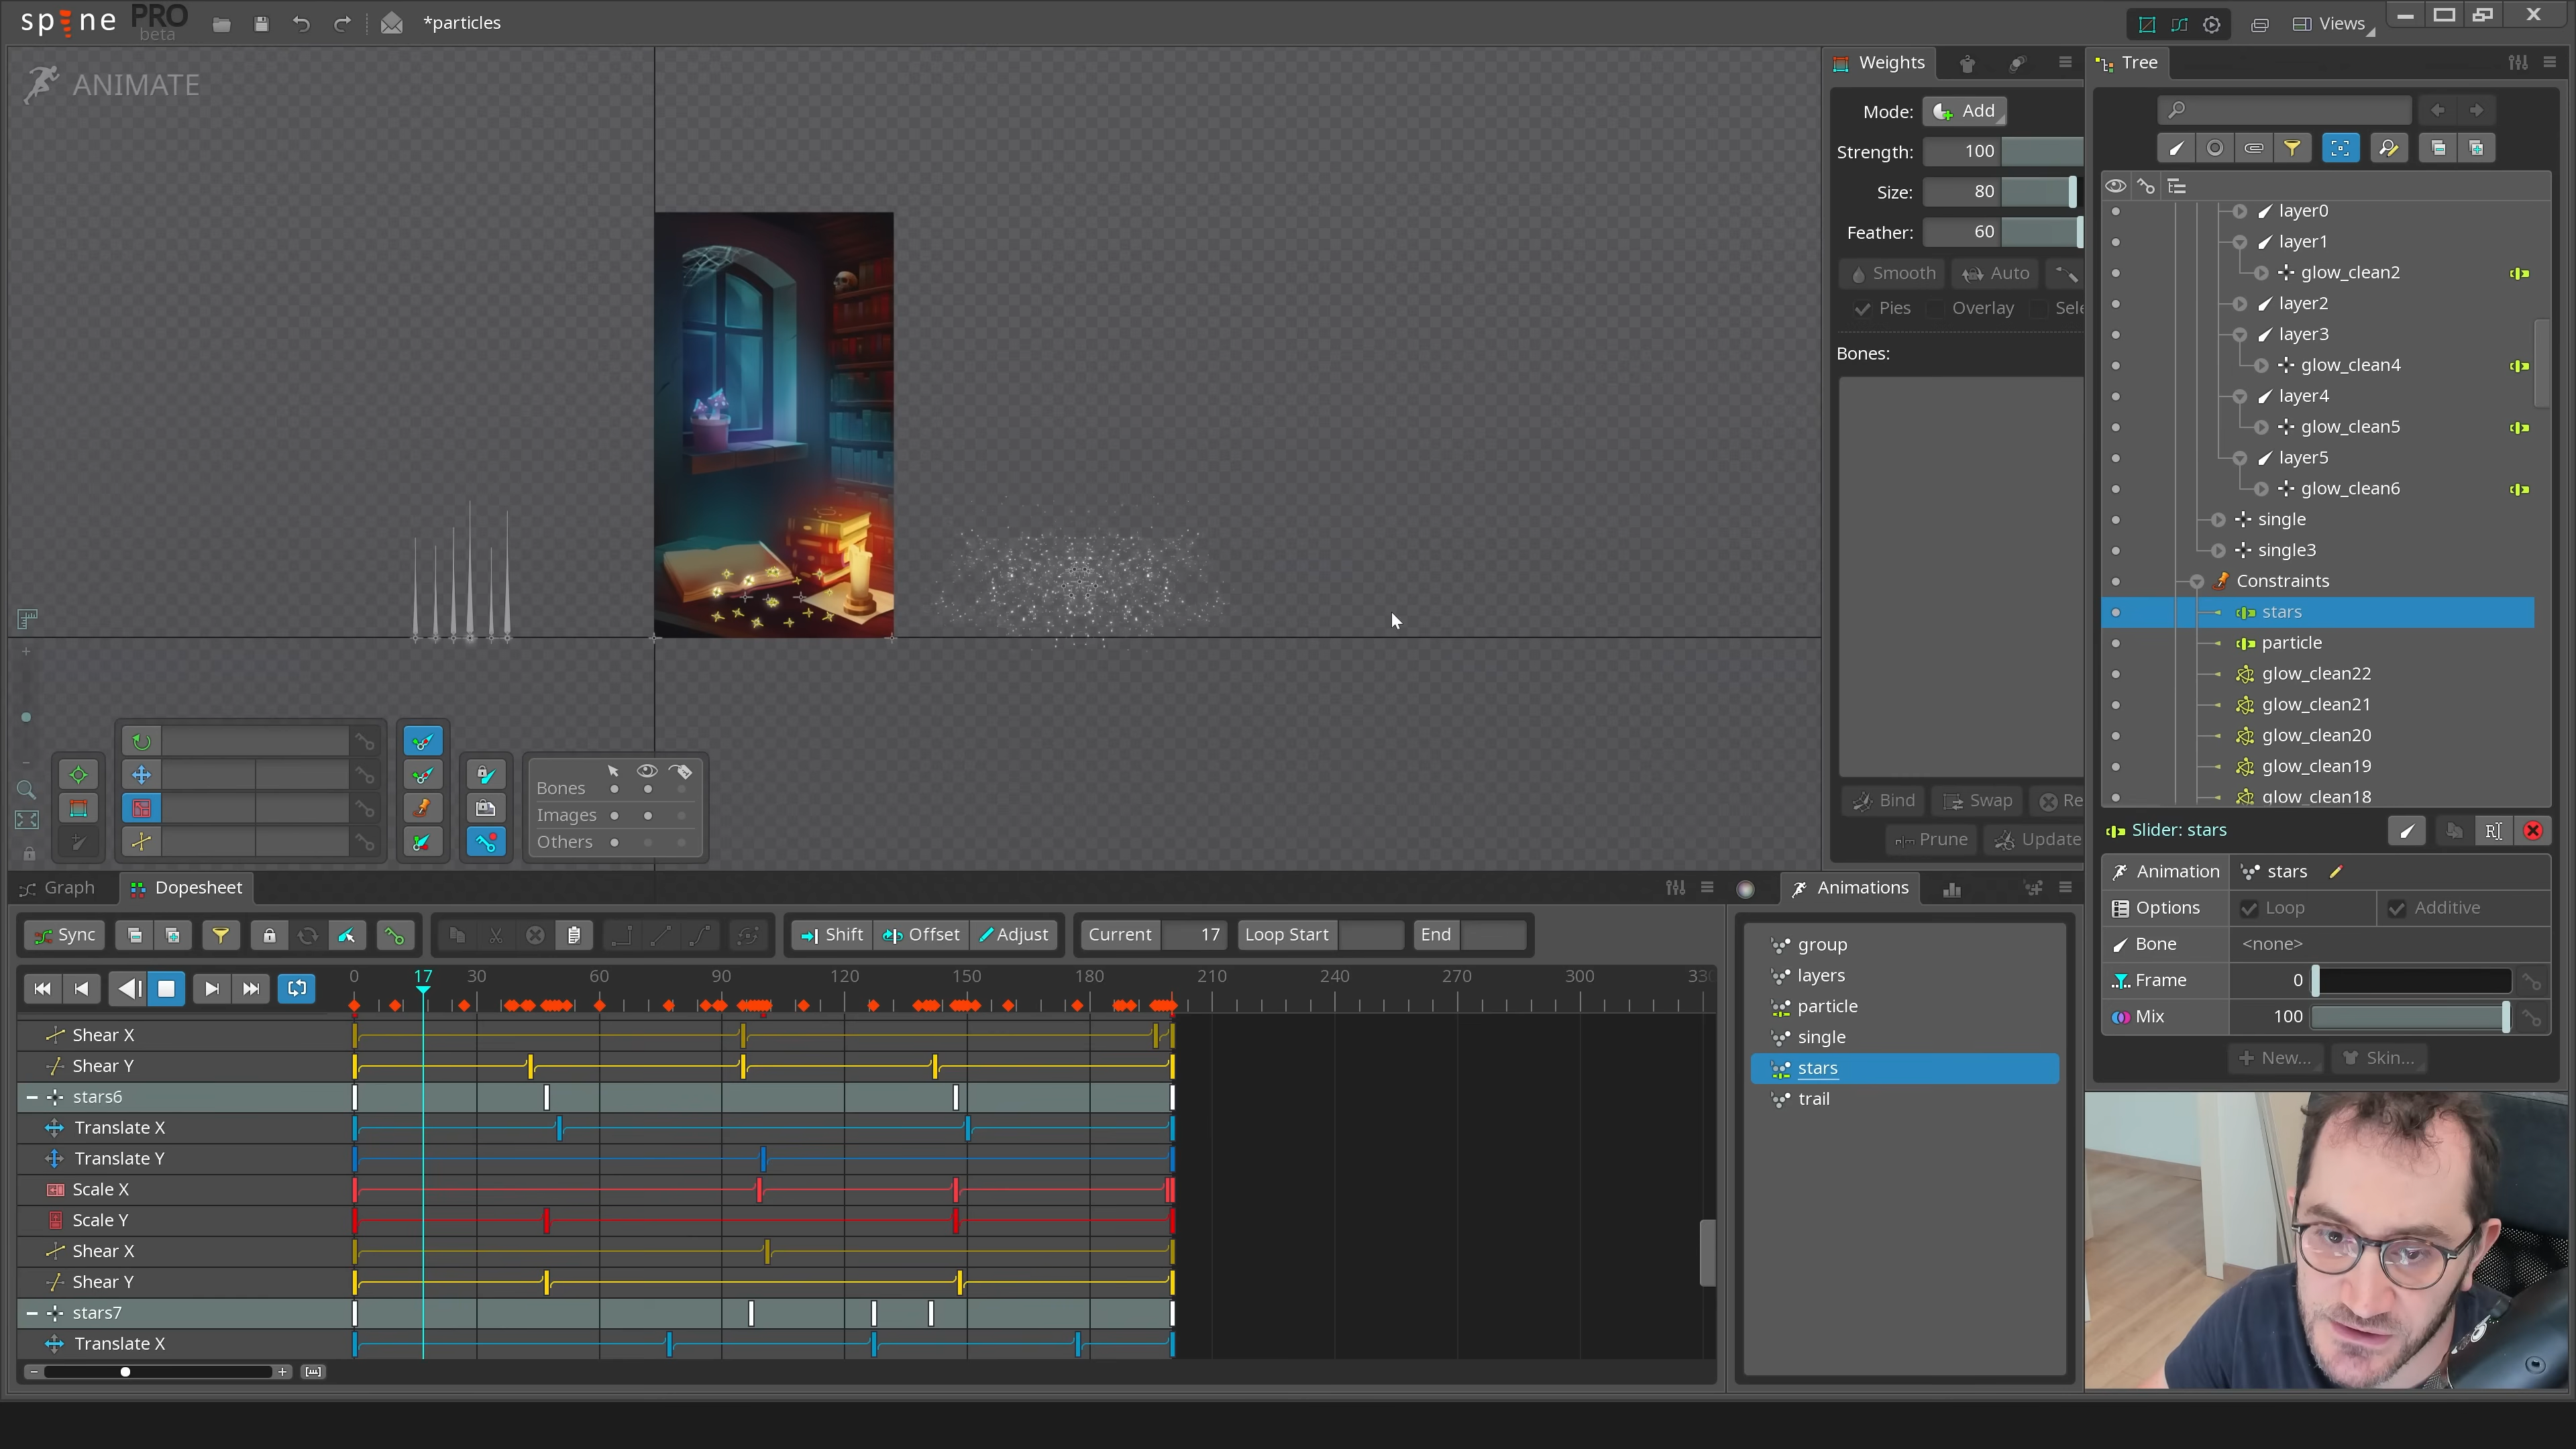 spine PRO beta
*particles
Views
ANIMATE
Weights
Mode: Add
Strength: 100
Size: 80
Feather: 60
Smooth Auto
Pies Overlay Sele
Bones:
Bind Swap Re
Prune Update
Tree
layer0
layer1
glow_clean2
layer2
layer3
glow_clean4
layer4
glow_clean5
layer5
glow_clean6
single
single3
Constraints
stars
particle
glow_clean22
glow_clean21
glow_clean20
glow_clean19
glow_clean18
Slider: stars
Animation stars
Options Loop Additive
Bone <none>
Frame 0
Mix 100
New... Skin...
Bones
Images
Others
Graph Dopesheet
Sync Shift Offset Adjust Current 17 Loop Start End
0 17 30 60 90 120 150 180 210 240 270 300 33
Shear X
Shear Y
stars6
Translate X
Translate Y
Scale X
Scale Y
Shear X
Shear Y
stars7
Translate X
Animations
group
layers
particle
single
stars
trail